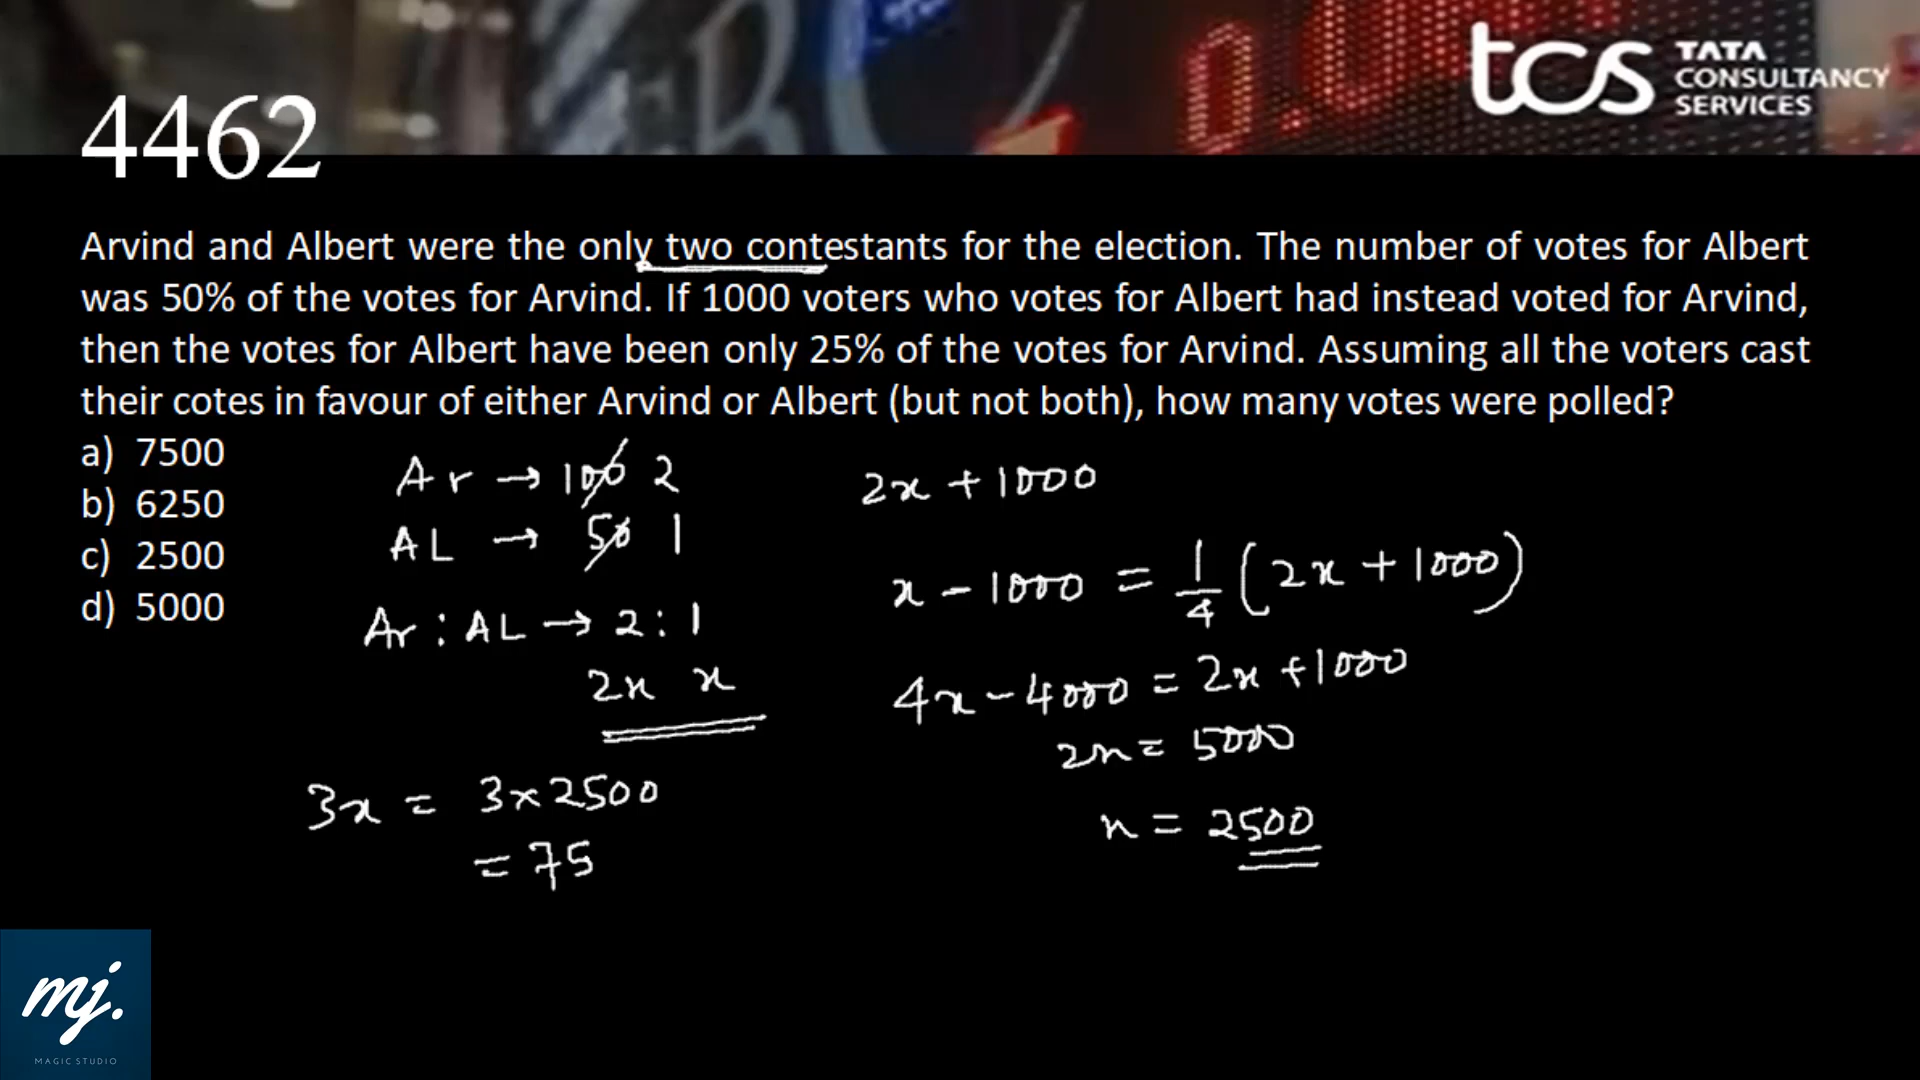 tcs TATA
CONSULTANCY
SERVICES
4462
Arvind and Albert were the only two contestants for the election. The number of votes for Albert
was 50% of the votes for Arvind. If 1000 voters who votes for Albert had instead voted for Arvind,
then the votes for Albert have been only 25% of the votes for Arvind. Assuming all the voters cast
their cotes in favour of either Arvind or Albert (but not both), how many votes were polled?
a) 7500
b) 6250
c) 2500
d) 5000
Ar → 100 2
AL → 50 1
Ar : AL → 2 : 1
2x x
3x = 3 × 2500
= 75
2x + 1000
x - 1000 = 1/4 (2x + 1000)
4x - 4000 = 2x + 1000
2x = 5000
x = 2500
mj.
MAGIC STUDIO